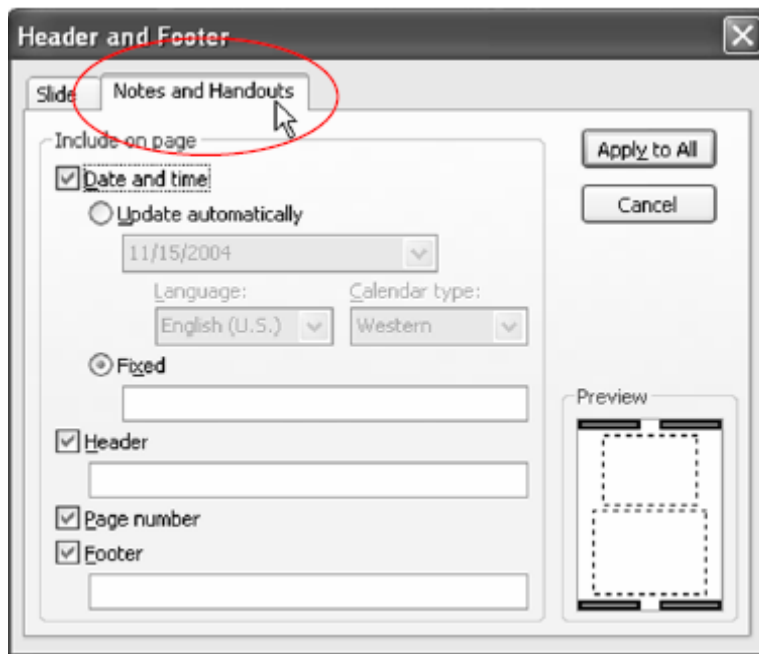 Header and Footer
Slide
Notes and Handouts
Include on page
Apply to All
Date and time
Cancel
Update automatically
11/15/2004
Language:
Calendar type:
English (U.S.)
Western
Fixed
Preview
Header
Page number
Footer